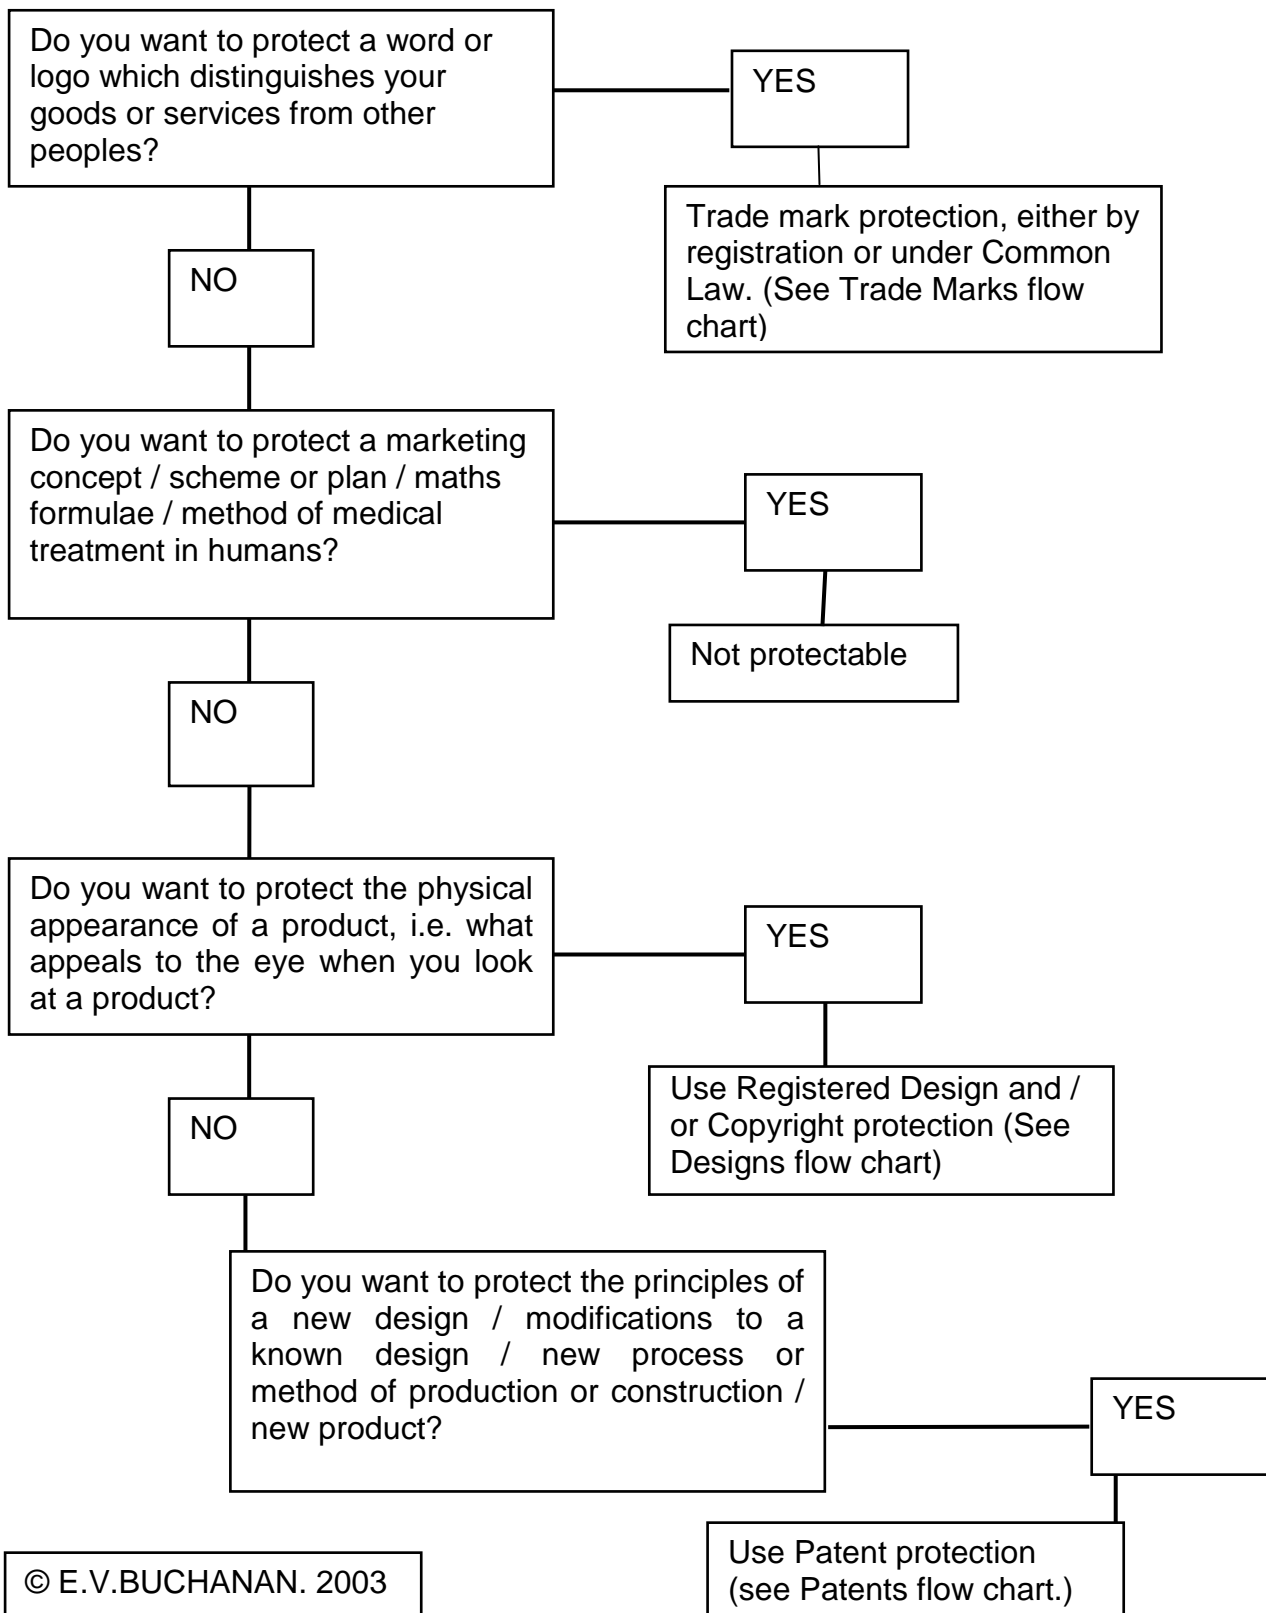 Do you want to protect a word or
logo which distinguishes your
goods or services from other
peoples?
YES
Trade mark protection, either by
registration or under Common
Law. (See Trade Marks flow
chart)
NO
Do you want to protect a marketing
concept / scheme or plan / maths
formulae / method of medical
treatment in humans?
YES
Not protectable
NO
Do you want to protect the physical
appearance of a product, i.e. what
appeals to the eye when you look
at a product?
YES
Use Registered Design and /
or Copyright protection (See
Designs flow chart)
NO
Do you want to protect the principles of
a new design / modifications to a
known design / new process or
method of production or construction /
new product?
YES
Use Patent protection
(see Patents flow chart.)
© E.V.BUCHANAN. 2003